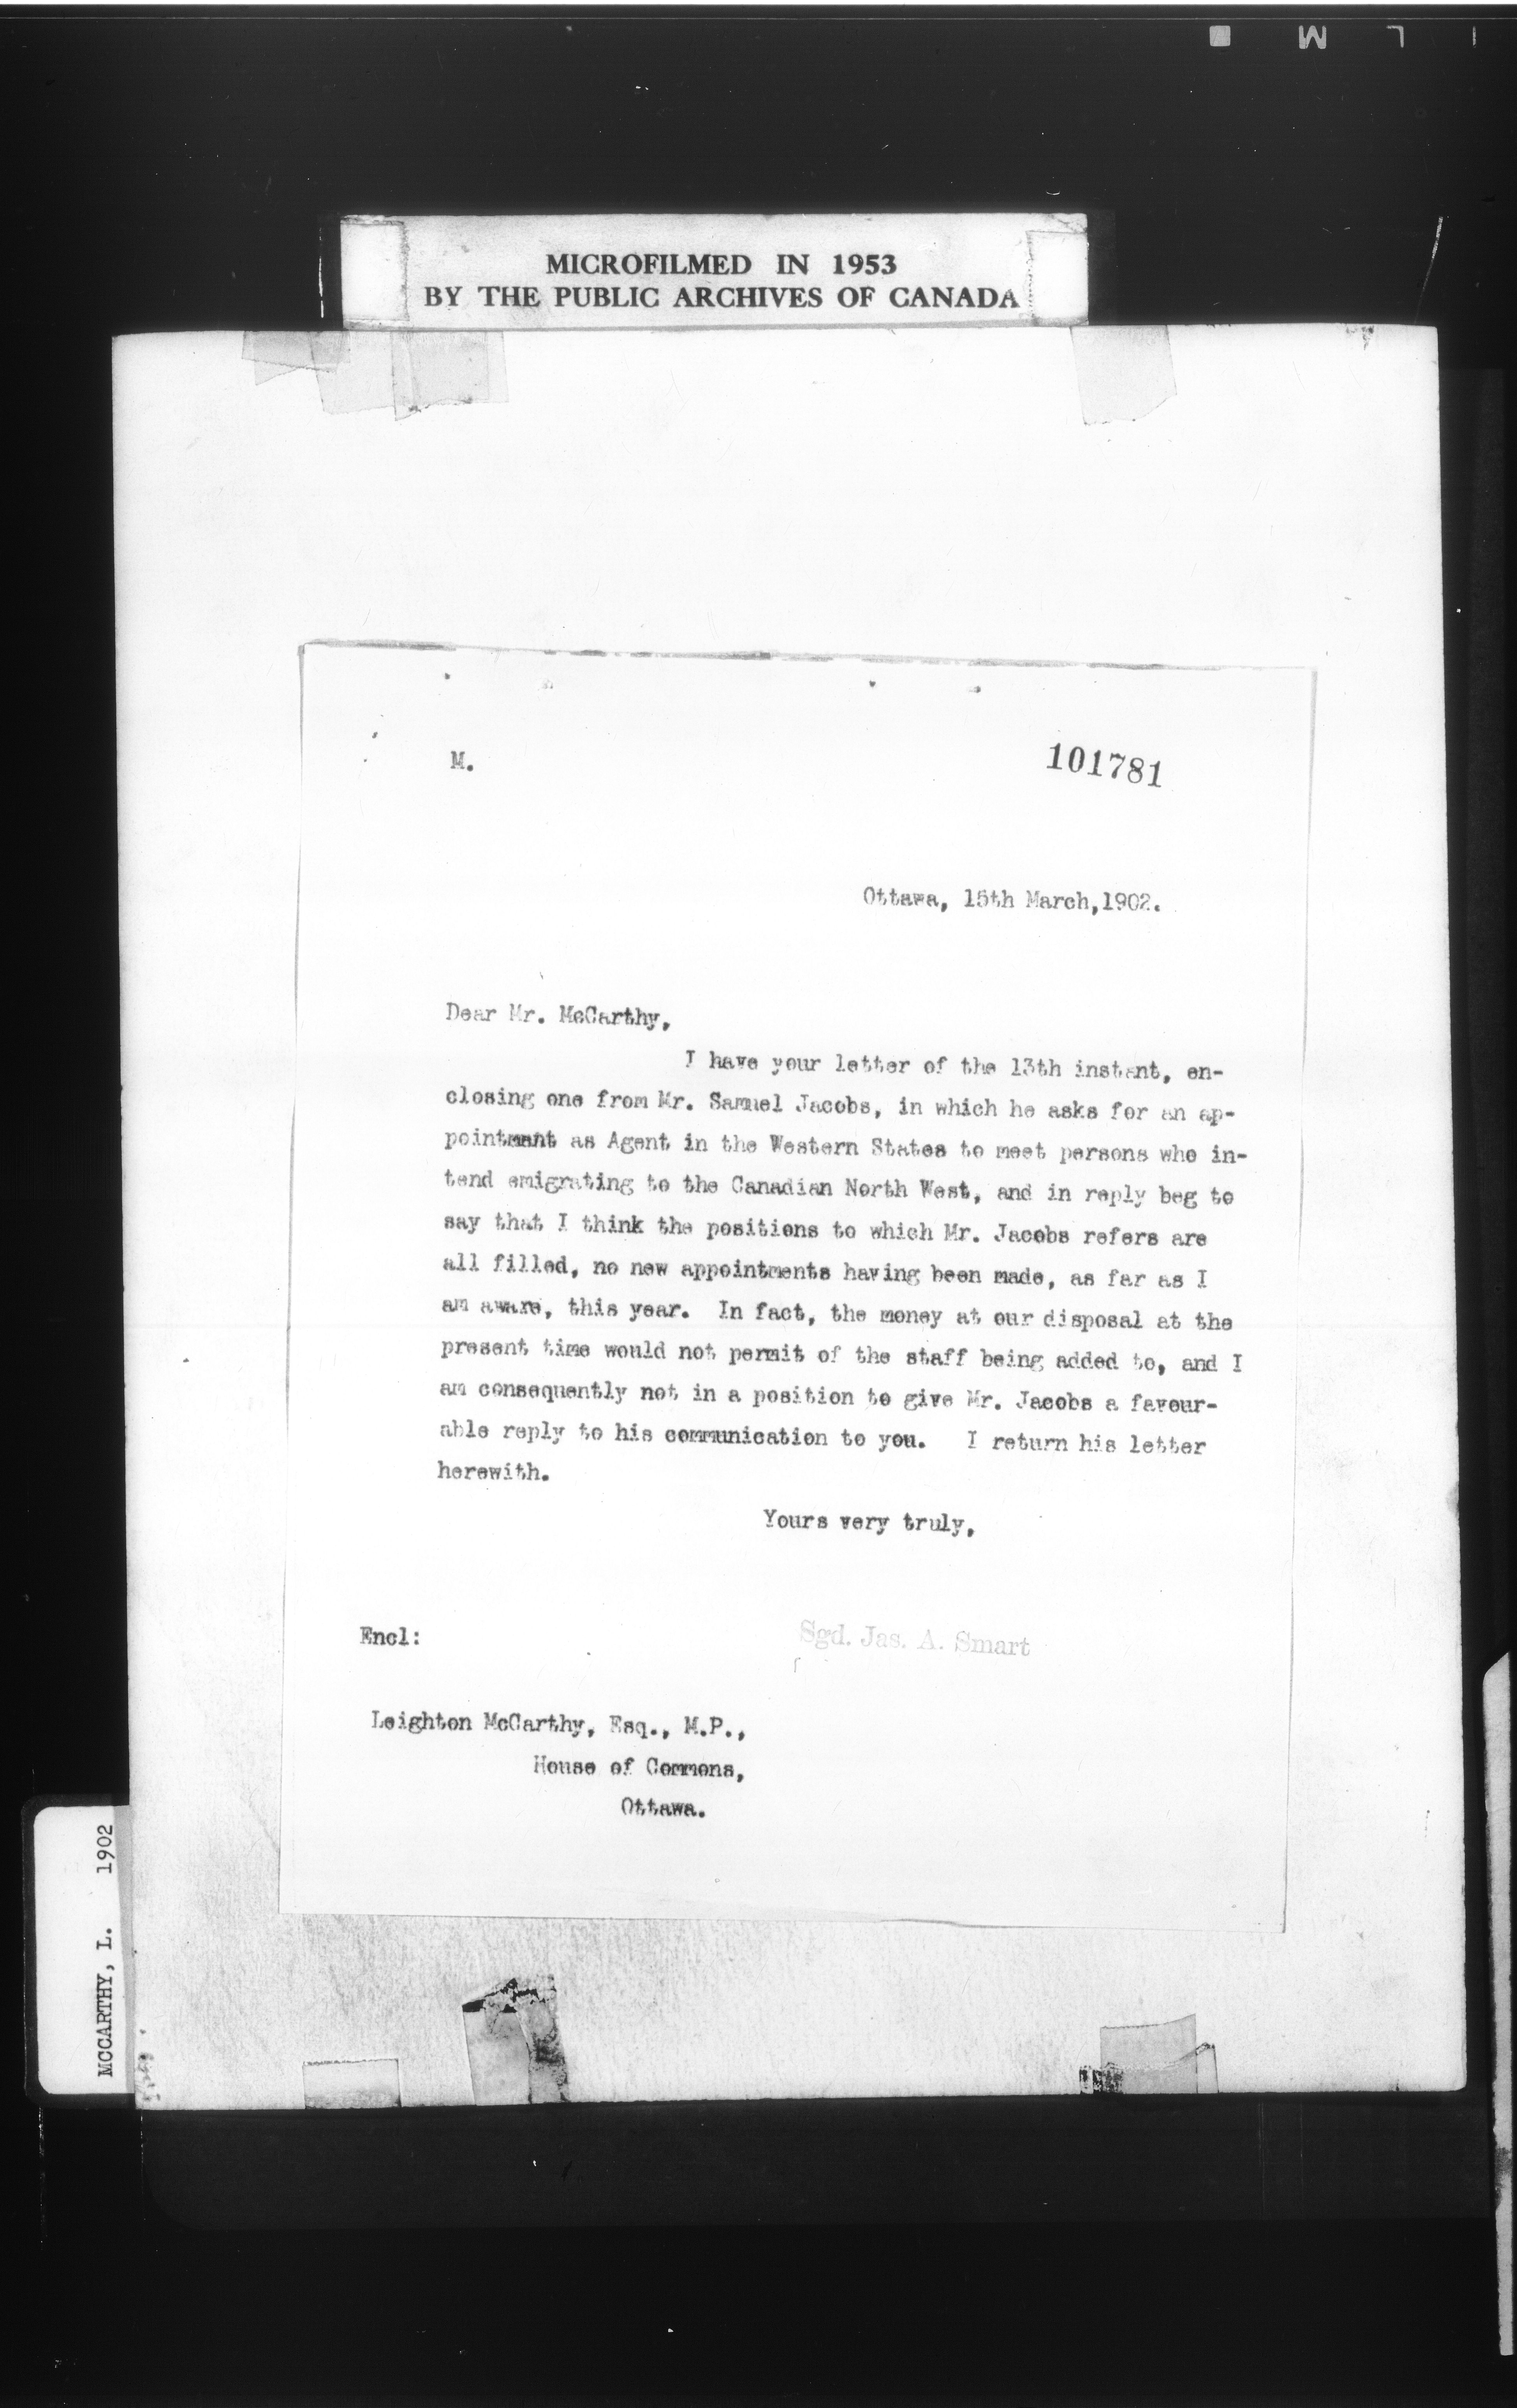 MICROFILMED IN 1953
BY THE PUBLIC ARCHIVES OF CANADA
M.
101781
Ottawa, 15th March, 1902.
Dear Mr. McCarthy,
I have your letter of the 13th instant, en-
closing one from Mr. Samuel Jacobs, in which he asks for an ap-
pointment as Agent in the Western States to meet persons who in-
tend emigrating to the Canadian North West, and in reply beg to
say that I think the positions to which Mr. Jacobs refers are
all filled, no new appointments having been made, as far as I
am aware, this year. In fact, the money at our disposal at the
present time would not permit of the staff being added to, and I
am consequently not in a position to give Mr. Jacobs a favour-
able reply to his communication to you. I return his letter
herewith.
Yours very truly,
Encl:
Sgd. Jas. A. Smart
Leighton McCarthy, Esq., M.P.,
House of Commons,
Ottawa.
MCCARTHY, L. 1902